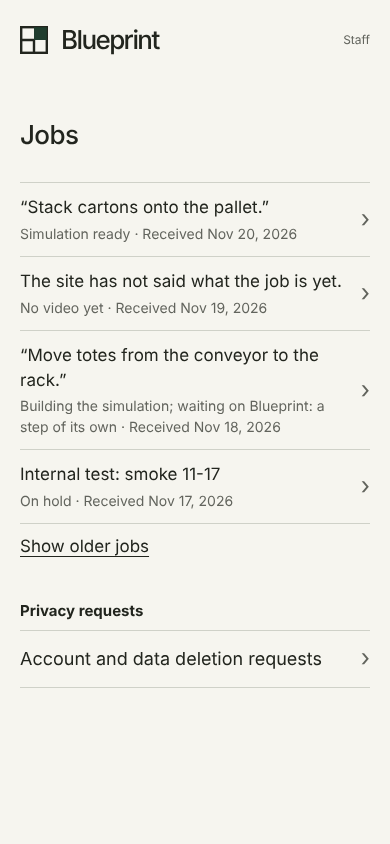 Blueprint
Staff
Jobs
“Stack cartons onto the pallet.”
Simulation ready · Received Nov 20, 2026
The site has not said what the job is yet.
No video yet · Received Nov 19, 2026
“Move totes from the conveyor to the
rack.”
Building the simulation; waiting on Blueprint: a
step of its own · Received Nov 18, 2026
Internal test: smoke 11-17
On hold · Received Nov 17, 2026
Show older jobs
Privacy requests
Account and data deletion requests